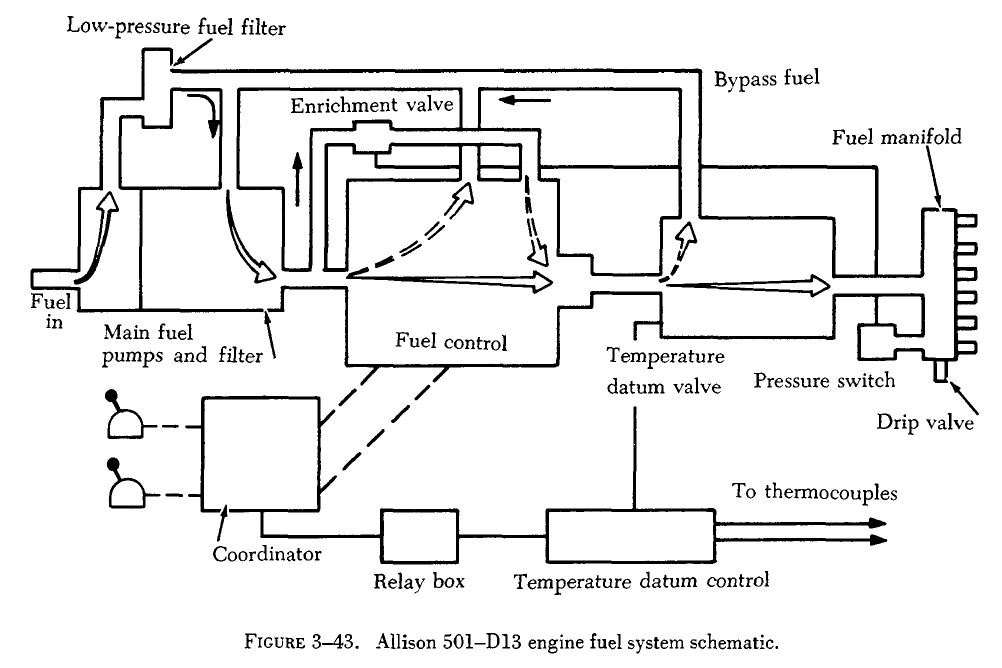 Low-pressure fuel filter
Bypass fuel
Enrichment valve
Fuel manifold
Fuel
in
Main fuel
pumps and filter
Fuel control
Temperature
datum valve
Pressure switch
Drip valve
To thermocouples
Coordinator
Relay box
Temperature datum control
FIGURE 3–43. Allison 501–D13 engine fuel system schematic.